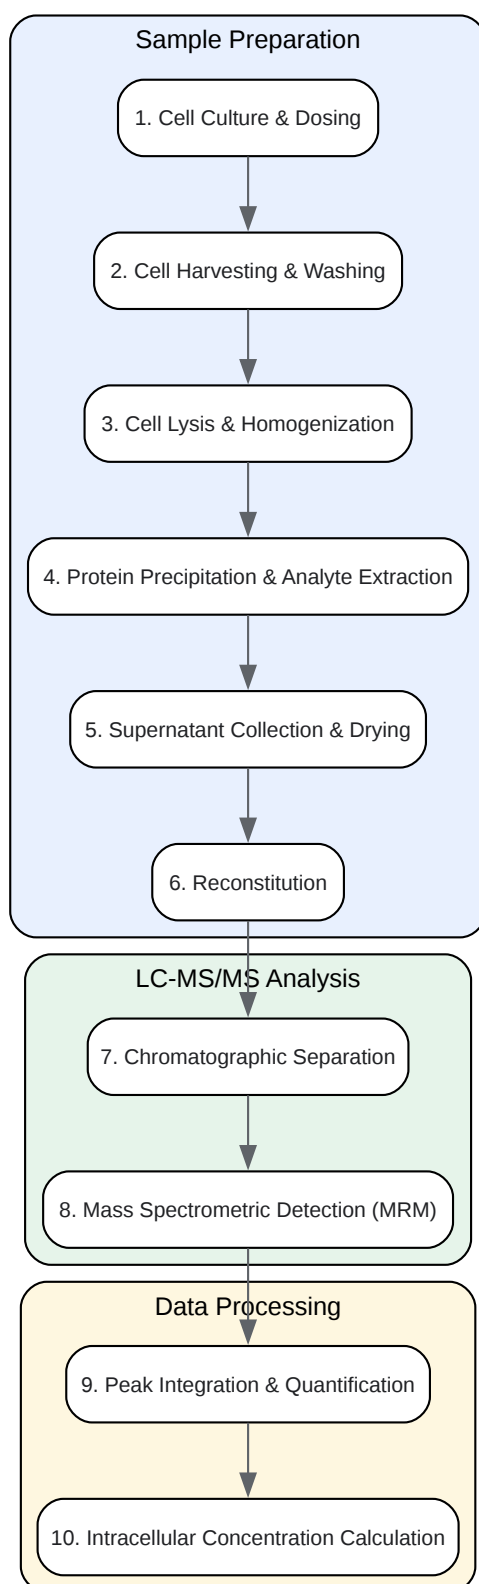 Sample Preparation
1. Cell Culture & Dosing
2. Cell Harvesting & Washing
3. Cell Lysis & Homogenization
4. Protein Precipitation & Analyte Extraction
5. Supernatant Collection & Drying
6. Reconstitution
LC-MS/MS Analysis
7. Chromatographic Separation
8. Mass Spectrometric Detection (MRM)
Data Processing
9. Peak Integration & Quantification
10. Intracellular Concentration Calculation